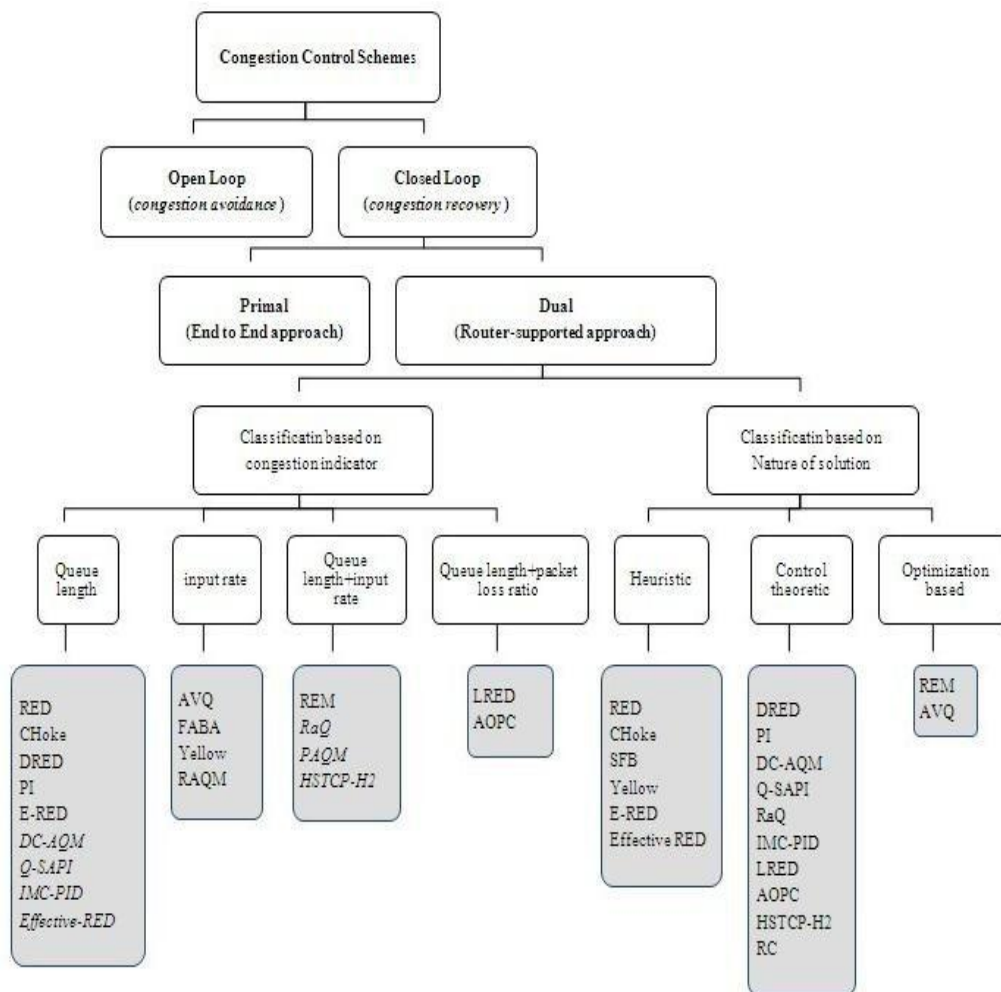 Congestion Control Schemes
Open Loop
(congestion avoidance )
Closed Loop
(congestion recovery )
Primal
(End to End approach)
Dual
(Router-supported approach)
Classificatin based on
congestion indicator
Classificatin based on
Nature of solution
Queue
length
input rate
Queue
length+input
rate
Queue length+packet
loss ratio
Heuristic
Control
theoretic
Optimization
based
RED
CHoke
DRED
PI
E-RED
DC-AQM
Q-SAPI
IMC-PID
Effective-RED
AVQ
FABA
Yellow
RAQM
REM
RaQ
PAQM
HSTCP-H2
LRED
AOPC
RED
CHoke
SFB
Yellow
E-RED
Effective RED
DRED
PI
DC-AQM
Q-SAPI
RaQ
IMC-PID
LRED
AOPC
HSTCP-H2
RC
REM
AVQ